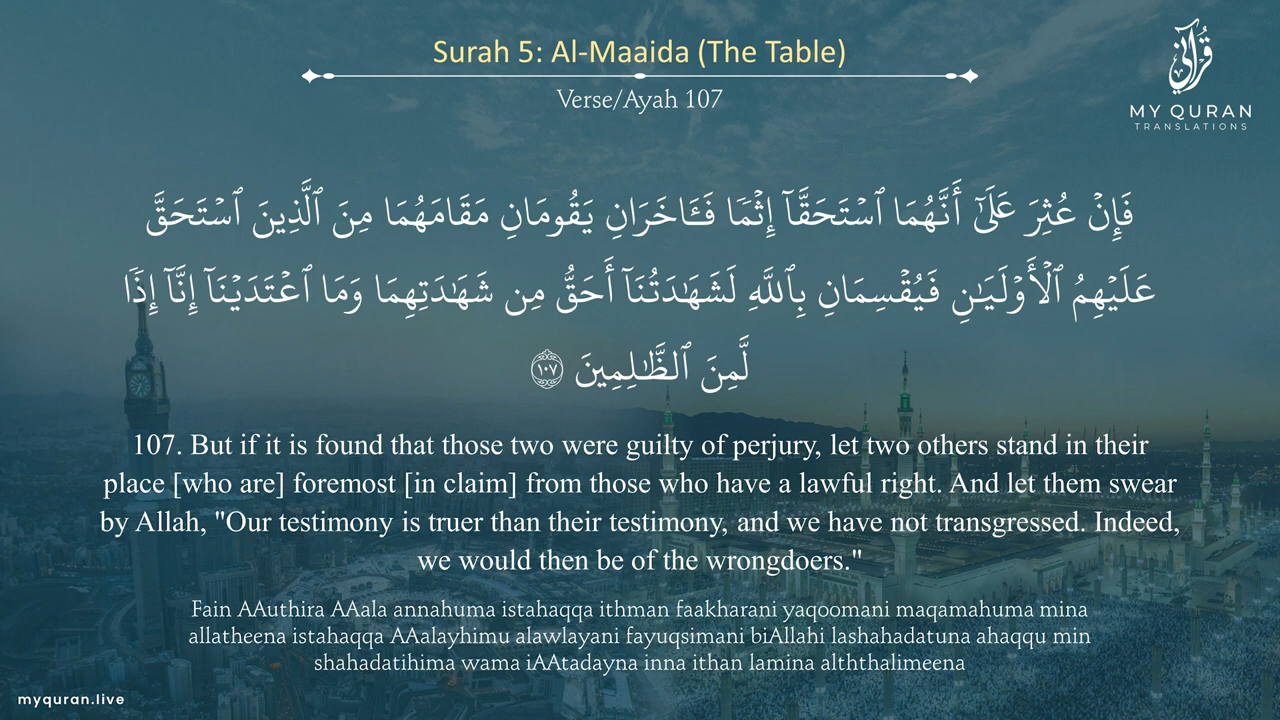 Surah 5: Al-Maaida (The Table)
Verse/Ayah 107
قرآني
MY QURAN
TRANSLATIONS
فَإِنۡ عُثِرَ عَلَىٰٓ أَنَّهُمَا ٱسۡتَحَقَّآ إِثۡمٗا فَـَٔاخَرَانِ يَقُومَانِ مَقَامَهُمَا مِنَ ٱلَّذِينَ ٱسۡتَحَقَّ
عَلَيۡهِمُ ٱلۡأَوۡلَيَٰنِ فَيُقۡسِمَانِ بِٱللَّهِ لَشَهَٰدَتُنَآ أَحَقُّ مِن شَهَٰدَتِهِمَا وَمَا ٱعۡتَدَيۡنَآ إِنَّآ إِذٗا
لَّمِنَ ٱلظَّٰلِمِينَ ١٠٧
107. But if it is found that those two were guilty of perjury, let two others stand in their
place [who are] foremost [in claim] from those who have a lawful right. And let them swear
by Allah, "Our testimony is truer than their testimony, and we have not transgressed. Indeed,
we would then be of the wrongdoers."
Fain AAuthira AAala annahuma istahaqqa ithman faakharani yaqoomani maqamahuma mina
allatheena istahaqqa AAalayhimu alawlayani fayuqsimani biAllahi lashahadatuna ahaqqu min
shahadatihima wama iAAtadayna inna ithan lamina alththalimeena
myquran.live